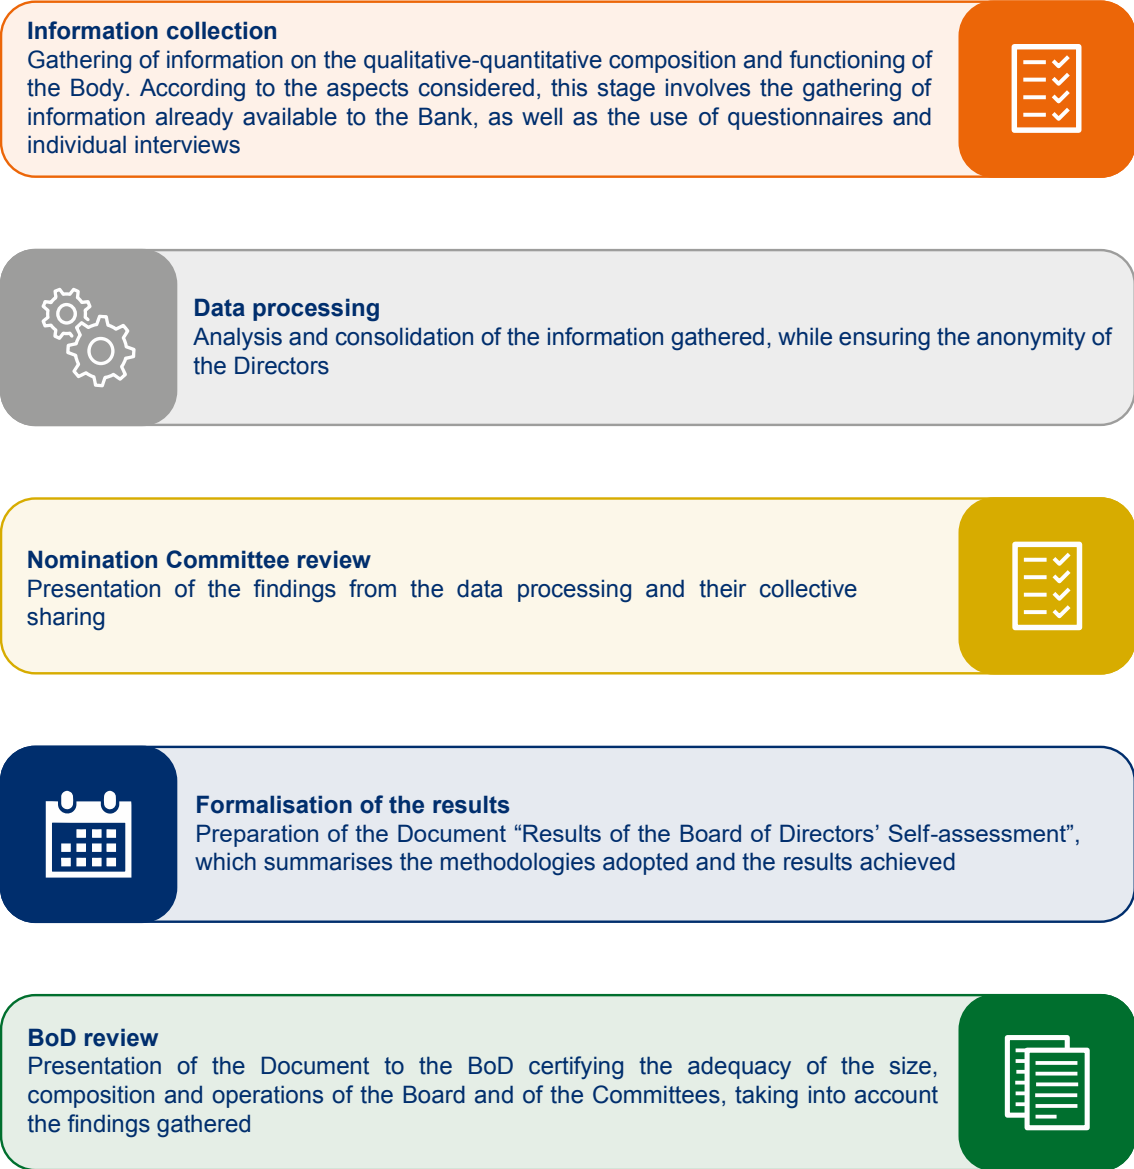 Information collection
Gathering of information on the qualitative-quantitative composition and functioning of
the Body. According to the aspects considered, this stage involves the gathering of
information already available to the Bank, as well as the use of questionnaires and
individual interviews
Data processing
Analysis and consolidation of the information gathered, while ensuring the anonymity of
the Directors
Nomination Committee review
Presentation of the findings from the data processing and their collective
sharing
Formalisation of the results
Preparation of the Document “Results of the Board of Directors’ Self-assessment”,
which summarises the methodologies adopted and the results achieved
BoD review
Presentation of the Document to the BoD certifying the adequacy of the size,
composition and operations of the Board and of the Committees, taking into account
the findings gathered